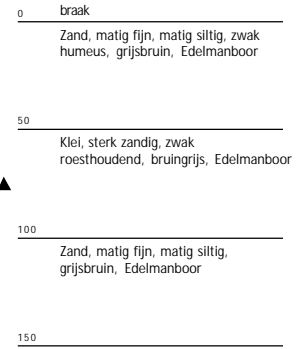 0 braak
Zand, matig fijn, matig siltig, zwak
humeus, grijsbruin, Edelmanboor
50
Klei, sterk zandig, zwak
roesthoudend, bruingrijs, Edelmanboor
100
Zand, matig fijn, matig siltig,
grijsbruin, Edelmanboor
150